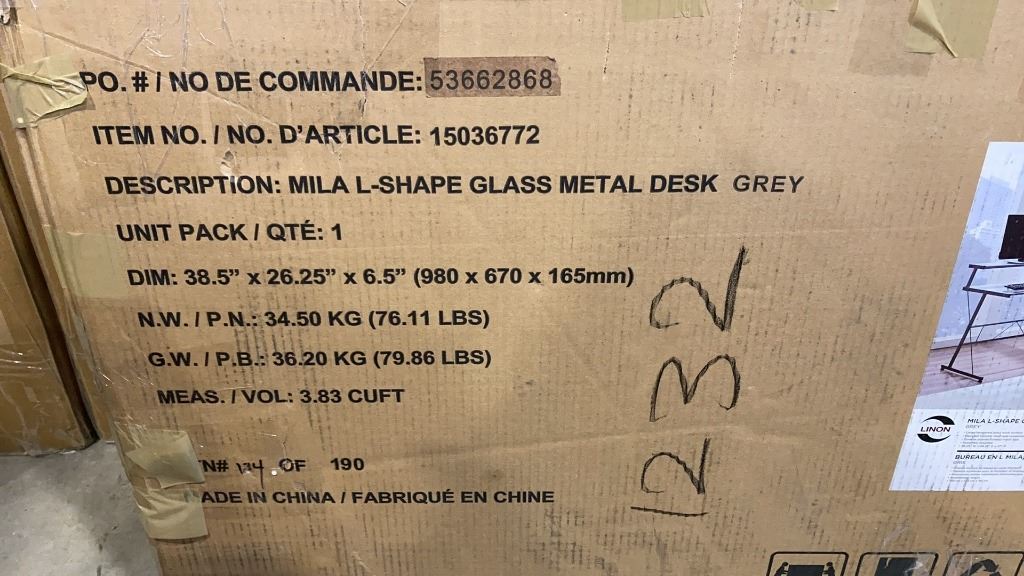 PO. # / NO DE COMMANDE: 53662868
ITEM NO. / NO. D'ARTICLE: 15036772
DESCRIPTION: MILA L-SHAPE GLASS METAL DESK GREY
UNIT PACK / QTÉ: 1
DIM: 38.5" x 26.25" x 6.5" (980 x 670 x 165mm)
N.W. / P.N.: 34.50 KG (76.11 LBS)
G.W. / P.B.: 36.20 KG (79.86 LBS)
MEAS. / VOL: 3.83 CUFT
N# OF 190
ADE IN CHINA / FABRIQUÉ EN CHINE
1232
LINON
MILA L-SHAPE
GREY
BUREAU EN L MILA